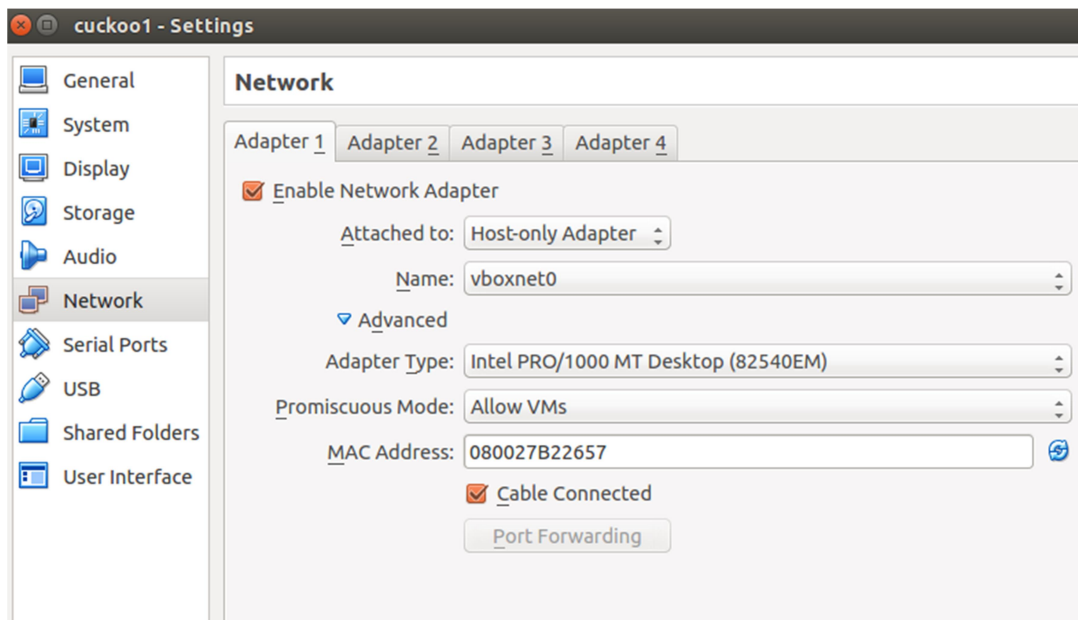 cuckoo1 - Settings
General
System
Display
Storage
Audio
Network
Serial Ports
USB
Shared Folders
User Interface
Network
Adapter 1 Adapter 2 Adapter 3 Adapter 4
Enable Network Adapter
Attached to: Host-only Adapter
Name: vboxnet0
Advanced
Adapter Type: Intel PRO/1000 MT Desktop (82540EM)
Promiscuous Mode: Allow VMs
MAC Address: 080027B22657
Cable Connected
Port Forwarding